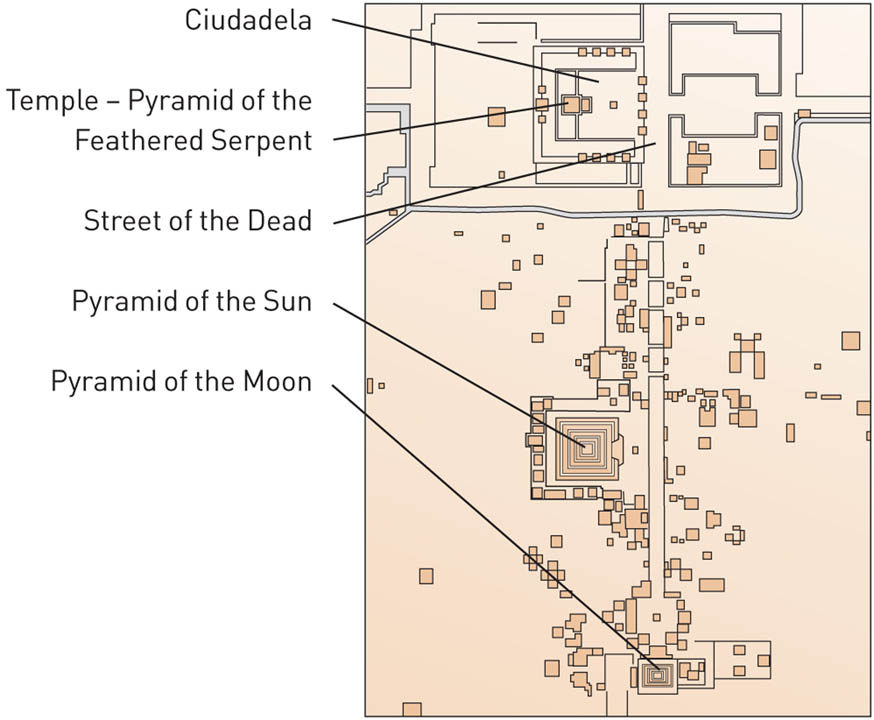 Ciudadela
Temple – Pyramid of the
Feathered Serpent
Street of the Dead
Pyramid of the Sun
Pyramid of the Moon